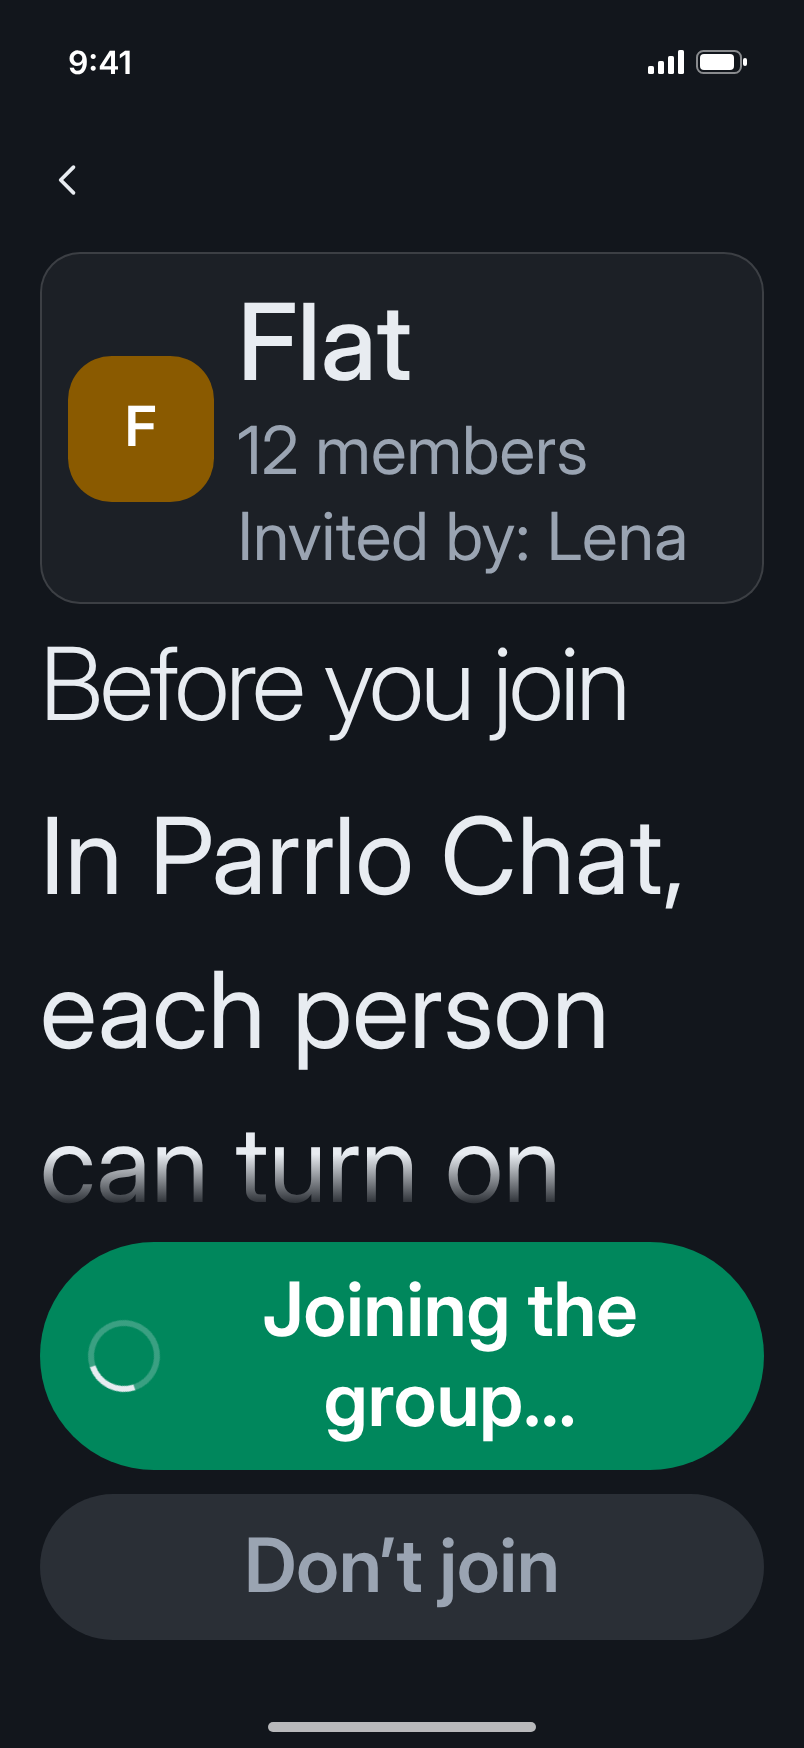 9:41
Flat
F
12 members
Invited by: Lena
Before you join
In Parrlo Chat,
each person
can turn on
Joining the
group...
Don’t join